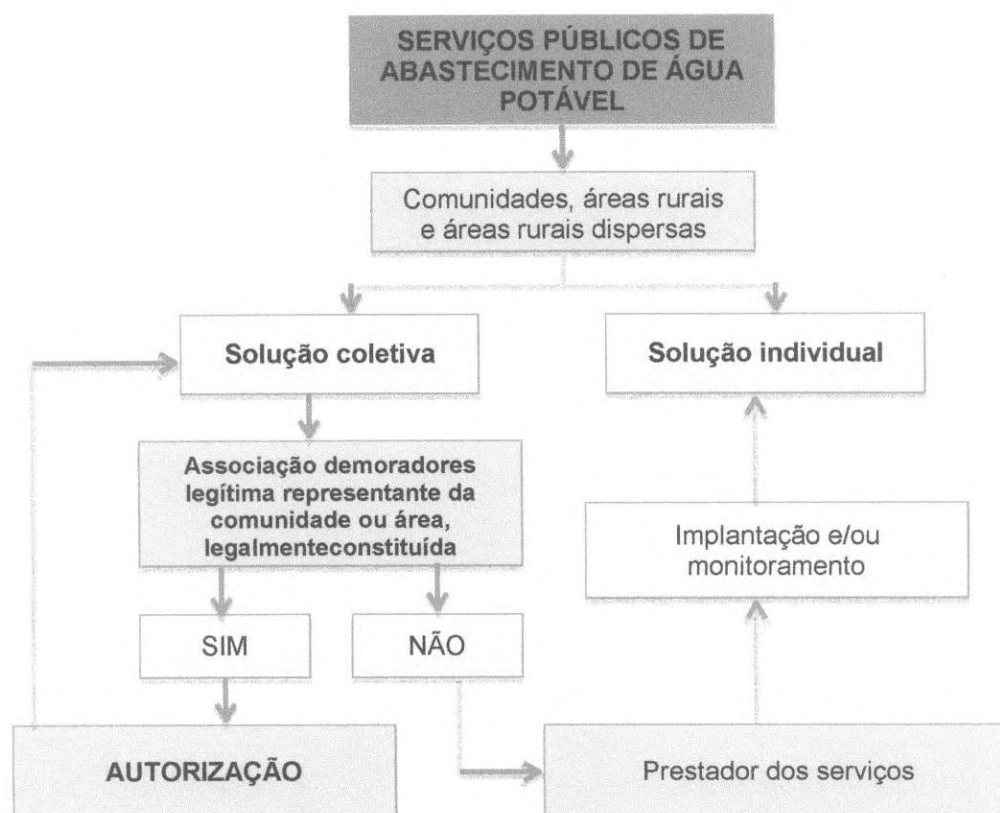 SERVIÇOS PÚBLICOS DE
ABASTECIMENTO DE ÁGUA
POTÁVEL
Comunidades, áreas rurais
e áreas rurais dispersas
Solução coletiva
Solução individual
Associação demoradores
legítima representante da
comunidade ou área,
legalmenteconstituída
Implantação e/ou
monitoramento
SIM
NÃO
AUTORIZAÇÃO
Prestador dos serviços